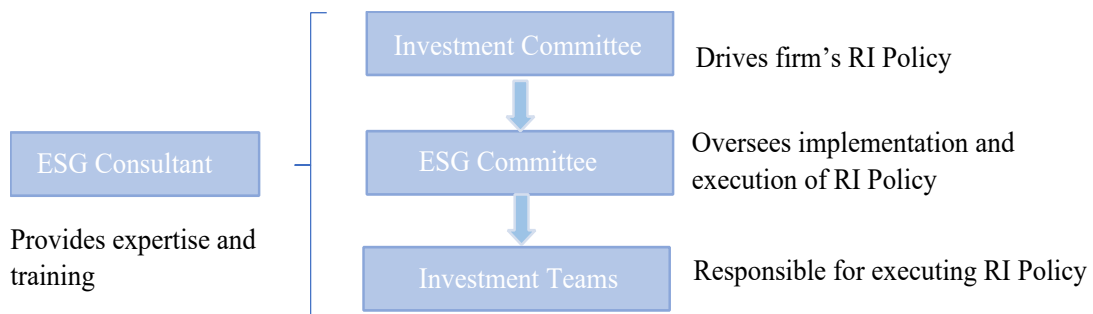 Investment Committee
Drives firm’s RI Policy
ESG Consultant
Provides expertise and
training
ESG Committee
Oversees implementation and
execution of RI Policy
Investment Teams
Responsible for executing RI Policy